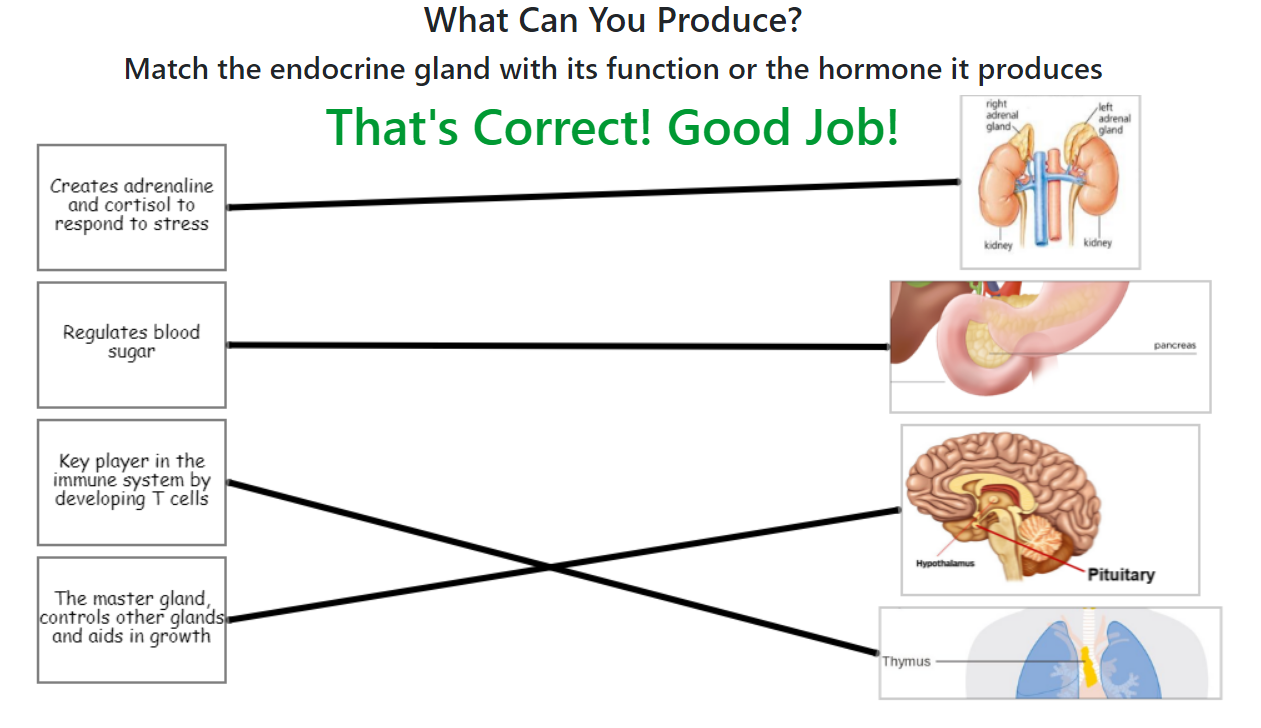 What Can You Produce?
Match the endocrine gland with its function or the hormone it produces
That's Correct! Good Job!
Creates adrenaline
and cortisol to
respond to stress
Regulates blood
sugar
Key player in the
immune system by
developing T cells
The master gland,
controls other glands
and aids in growth
right
adrenal
gland
left
adrenal
gland
kidney
kidney
pancreas
Hypothalamus
Pituitary
Thymus